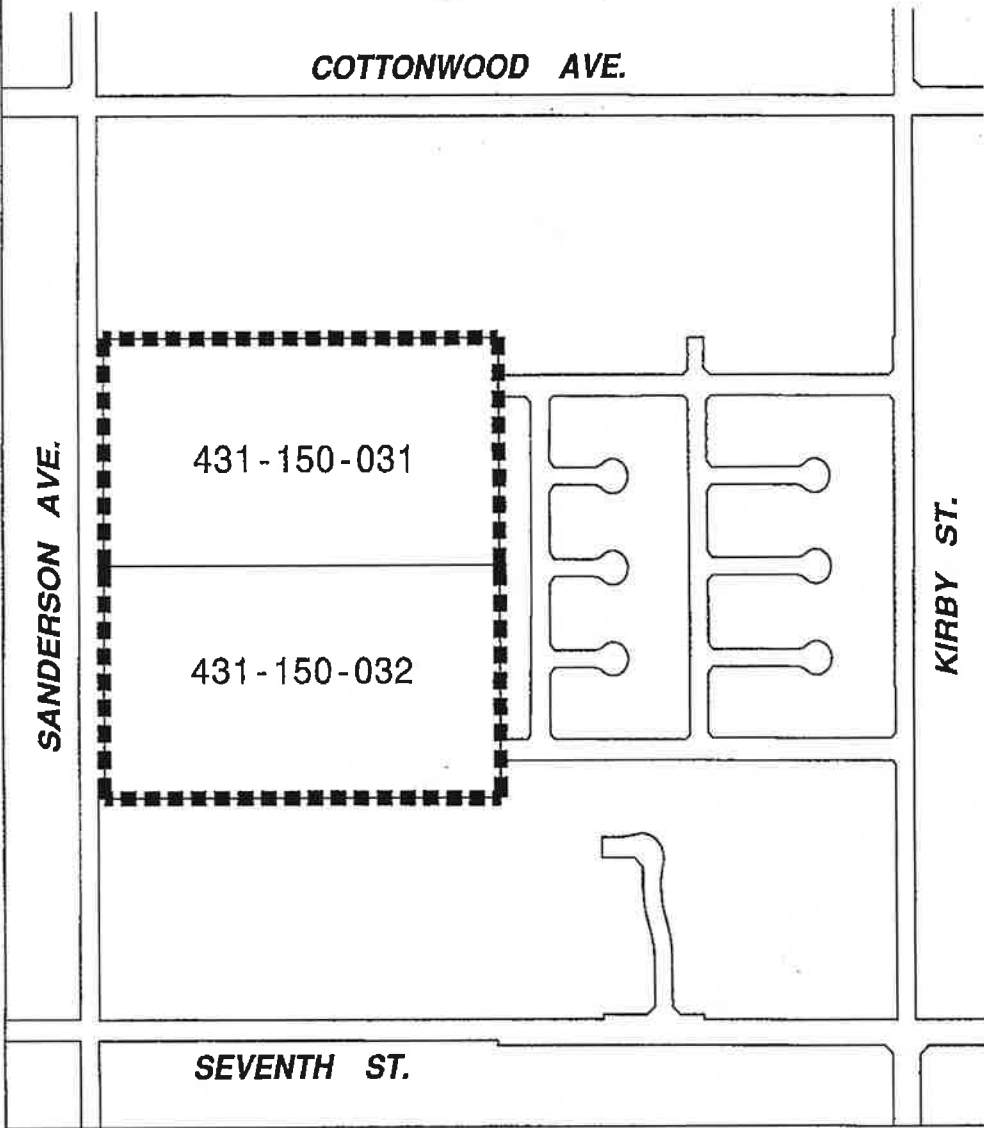 COTTONWOOD AVE.
431-150-031
SANDERSON AVE.
KIRBY ST.
431-150-032
SEVENTH ST.